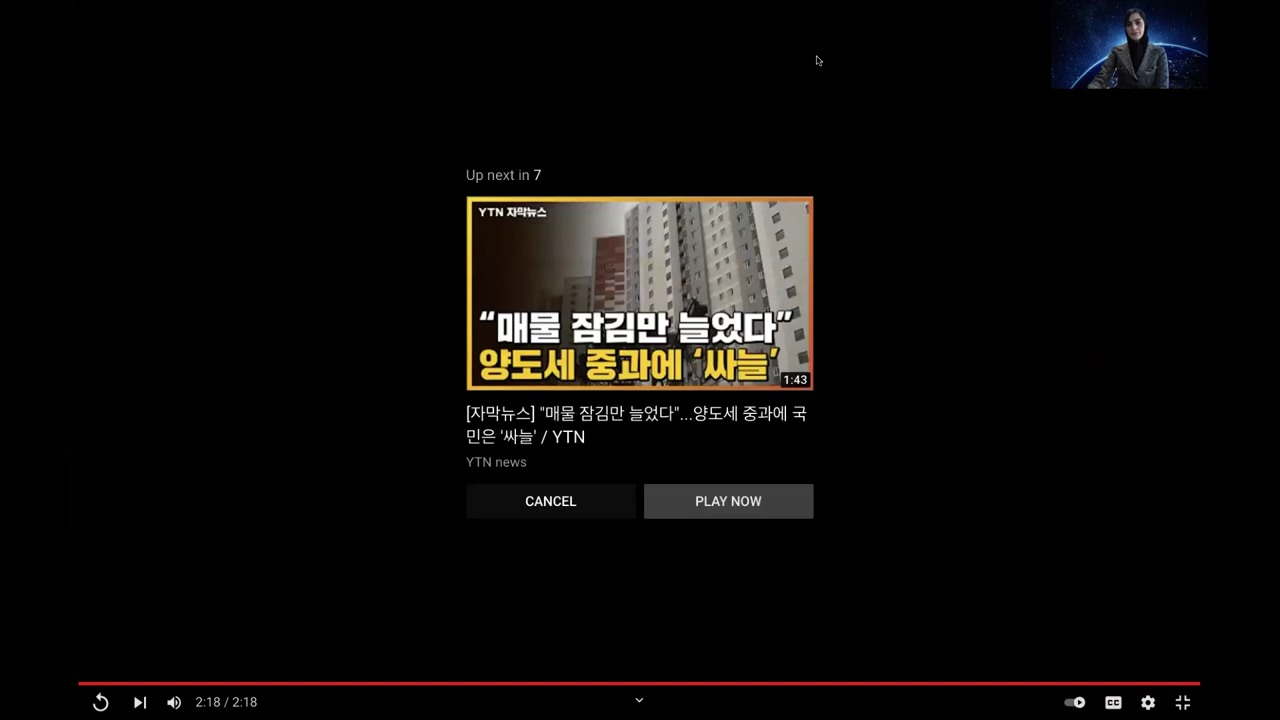 Up next in 7
YTN 자막뉴스
“매물 잠김만 늘었다”
양도세 중과에 ‘싸늘’
1:43
[자막뉴스] "매물 잠김만 늘었다"...양도세 중과에 국
민은 '싸늘' / YTN
YTN news
CANCEL
PLAY NOW
2:18 / 2:18
CC